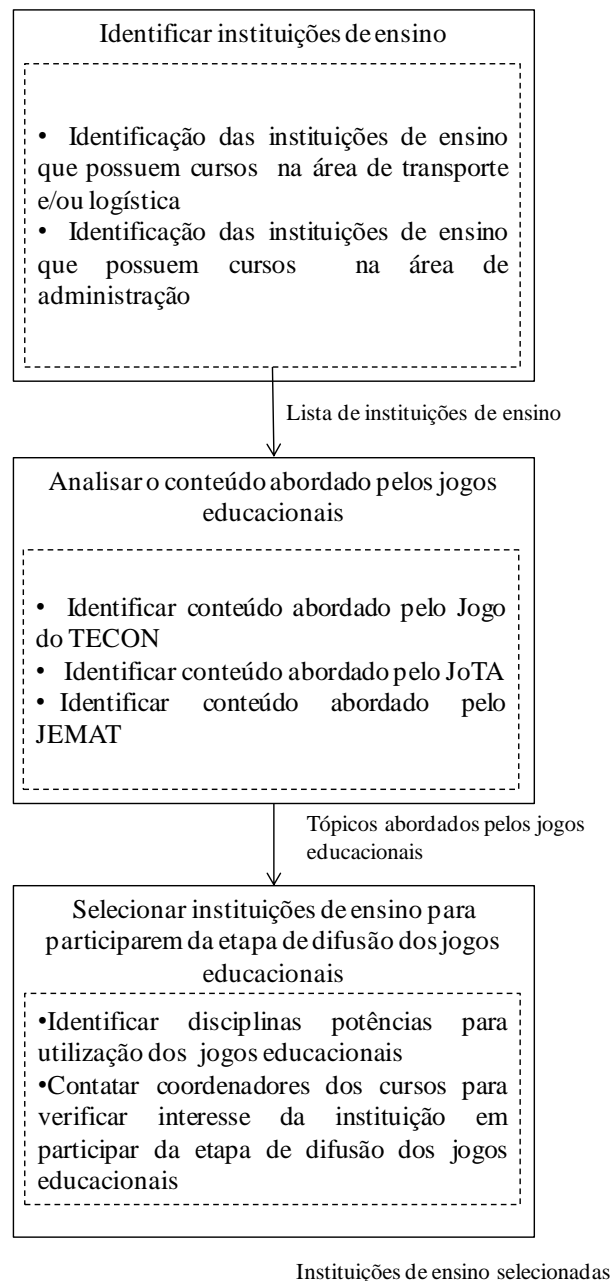 Identificar instituições de ensino
• Identificação das instituições de ensino
que possuem cursos na área de transporte
e/ou logística
• Identificação das instituições de ensino
que possuem cursos na área de
administração
Lista de instituições de ensino
Analisar o conteúdo abordado pelos jogos
educacionais
• Identificar conteúdo abordado pelo Jogo
do TECON
• Identificar conteúdo abordado pelo JoTA
• Identificar conteúdo abordado pelo
JEMAT
Tópicos abordados pelos jogos
educacionais
Selecionar instituições de ensino para
participarem da etapa de difusão dos jogos
educacionais
•Identificar disciplinas potências para
utilização dos jogos educacionais
•Contatar coordenadores dos cursos para
verificar interesse da instituição em
participar da etapa de difusão dos jogos
educacionais
Instituições de ensino selecionadas